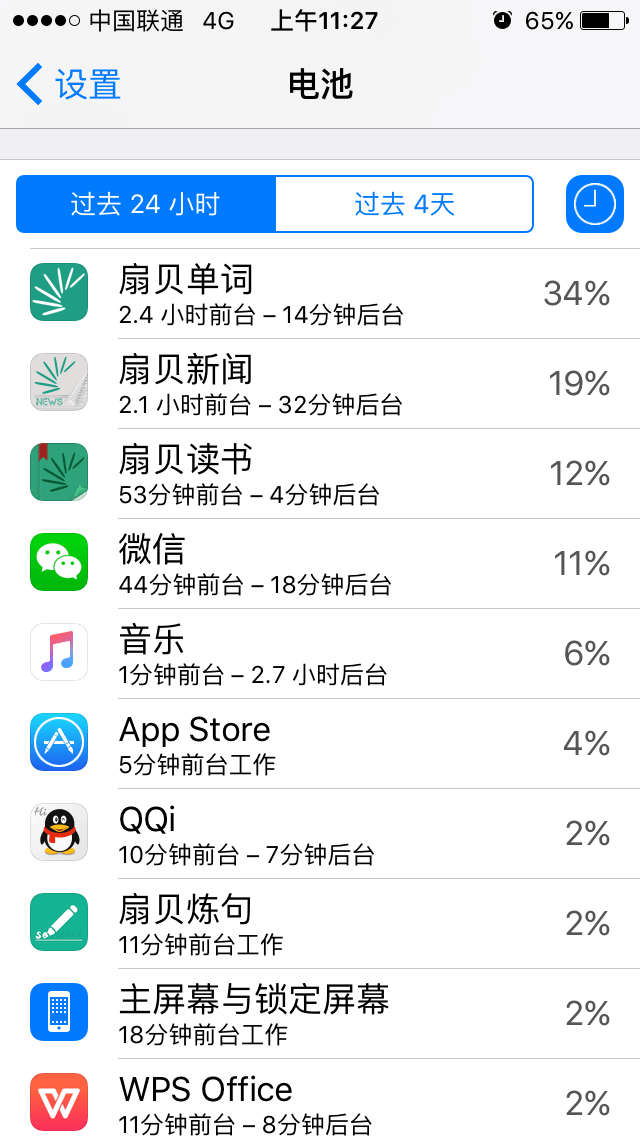 中国联通 4G 上午11:27 65%
设置 电池
过去 24 小时 过去 4天
扇贝单词
2.4 小时前台 – 14分钟后台 34%
NEWS
扇贝新闻
2.1 小时前台 – 32分钟后台 19%
扇贝读书
53分钟前台 – 4分钟后台 12%
微信
44分钟前台 – 18分钟后台 11%
音乐
1分钟前台 – 2.7 小时后台 6%
App Store
5分钟前台工作 4%
Hi
QQi
10分钟前台 – 7分钟后台 2%
扇贝炼句
11分钟前台工作 2%
主屏幕与锁定屏幕
18分钟前台工作 2%
WPS Office
11分钟前台 – 8分钟后台 2%